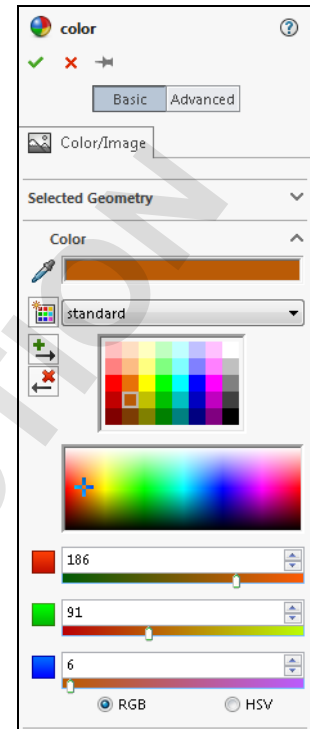 color
Basic Advanced
Color/Image
Selected Geometry
Color
standard
186
91
6
RGB HSV